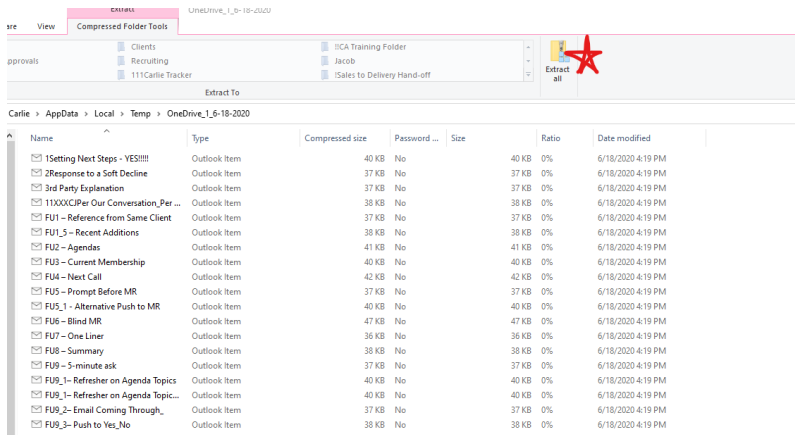 Extract OneDrive_1_6-18-2020
are View Compressed Folder Tools
Clients !!CA Training Folder
pprovals Recruiting Jacob
111Carlie Tracker !Sales to Delivery Hand-off
Extract all
Extract To
Carlie > AppData > Local > Temp > OneDrive_1_6-18-2020
Name Type Compressed size Password ... Size Ratio Date modified
1Setting Next Steps - YES!!!!! Outlook Item 40 KB No 40 KB 0% 6/18/2020 4:19 PM
2Response to a Soft Decline Outlook Item 37 KB No 37 KB 0% 6/18/2020 4:19 PM
3rd Party Explanation Outlook Item 37 KB No 37 KB 0% 6/18/2020 4:19 PM
11XXXCJPer Our Conversation_Per ... Outlook Item 38 KB No 38 KB 0% 6/18/2020 4:19 PM
FU1 – Reference from Same Client Outlook Item 37 KB No 37 KB 0% 6/18/2020 4:19 PM
FU1_5 – Recent Additions Outlook Item 38 KB No 38 KB 0% 6/18/2020 4:19 PM
FU2 – Agendas Outlook Item 41 KB No 41 KB 0% 6/18/2020 4:19 PM
FU3 – Current Membership Outlook Item 40 KB No 40 KB 0% 6/18/2020 4:19 PM
FU4 – Next Call Outlook Item 42 KB No 42 KB 0% 6/18/2020 4:19 PM
FU5 – Prompt Before MR Outlook Item 37 KB No 37 KB 0% 6/18/2020 4:19 PM
FU5_1 - Alternative Push to MR Outlook Item 40 KB No 40 KB 0% 6/18/2020 4:19 PM
FU6 – Blind MR Outlook Item 47 KB No 47 KB 0% 6/18/2020 4:19 PM
FU7 – One Liner Outlook Item 36 KB No 36 KB 0% 6/18/2020 4:19 PM
FU8 – Summary Outlook Item 38 KB No 38 KB 0% 6/18/2020 4:19 PM
FU9 – 5-minute ask Outlook Item 37 KB No 37 KB 0% 6/18/2020 4:19 PM
FU9_1– Refresher on Agenda Topics Outlook Item 40 KB No 40 KB 0% 6/18/2020 4:19 PM
FU9_1– Refresher on Agenda Topic... Outlook Item 40 KB No 40 KB 0% 6/18/2020 4:19 PM
FU9_2– Email Coming Through_ Outlook Item 37 KB No 37 KB 0% 6/18/2020 4:19 PM
FU9_3– Push to Yes_No Outlook Item 38 KB No 38 KB 0% 6/18/2020 4:19 PM